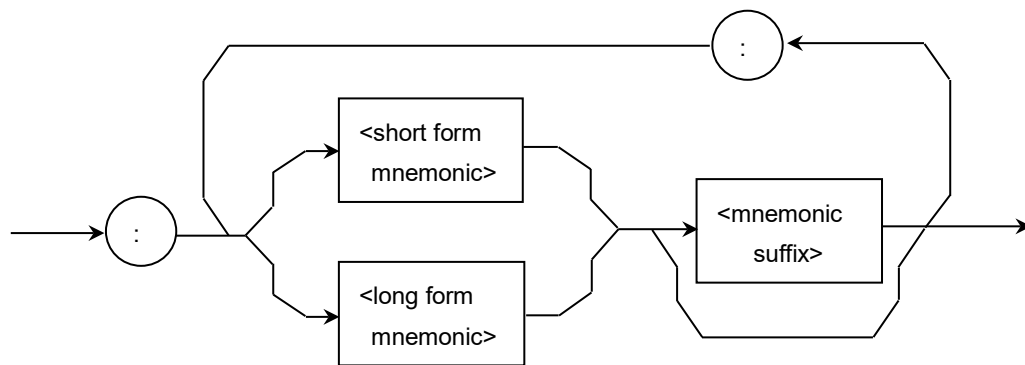 :
<short form
mnemonic>
:
<mnemonic
suffix>
<long form
mnemonic>